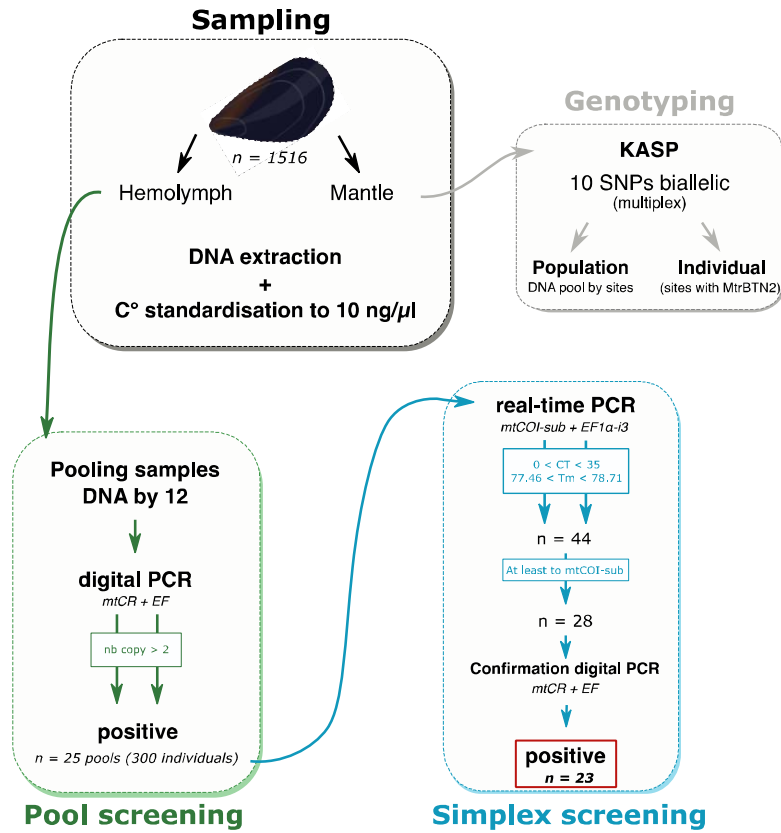 Sampling
n = 1516
Hemolymph
Mantle
DNA extraction
+
C° standardisation to 10 ng/µl
Genotyping
KASP
10 SNPs biallelic
(multiplex)
Population
DNA pool by sites
Individual
(sites with MtrBTN2)
Pooling samples
DNA by 12
digital PCR
mtCR + EF
nb copy > 2
positive
n = 25 pools (300 individuals)
Pool screening
real-time PCR
mtCOI-sub + EF1α-i3
0 < CT < 35
77.46 < Tm < 78.71
n = 44
At least to mtCOI-sub
n = 28
Confirmation digital PCR
mtCR + EF
positive
n = 23
Simplex screening